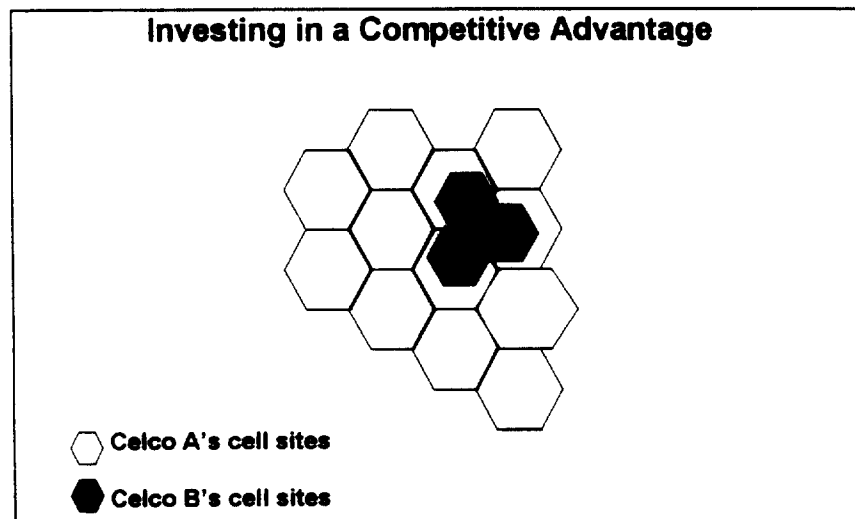 Investing in a Competitive Advantage
Celco A's cell sites
Celco B's cell sites